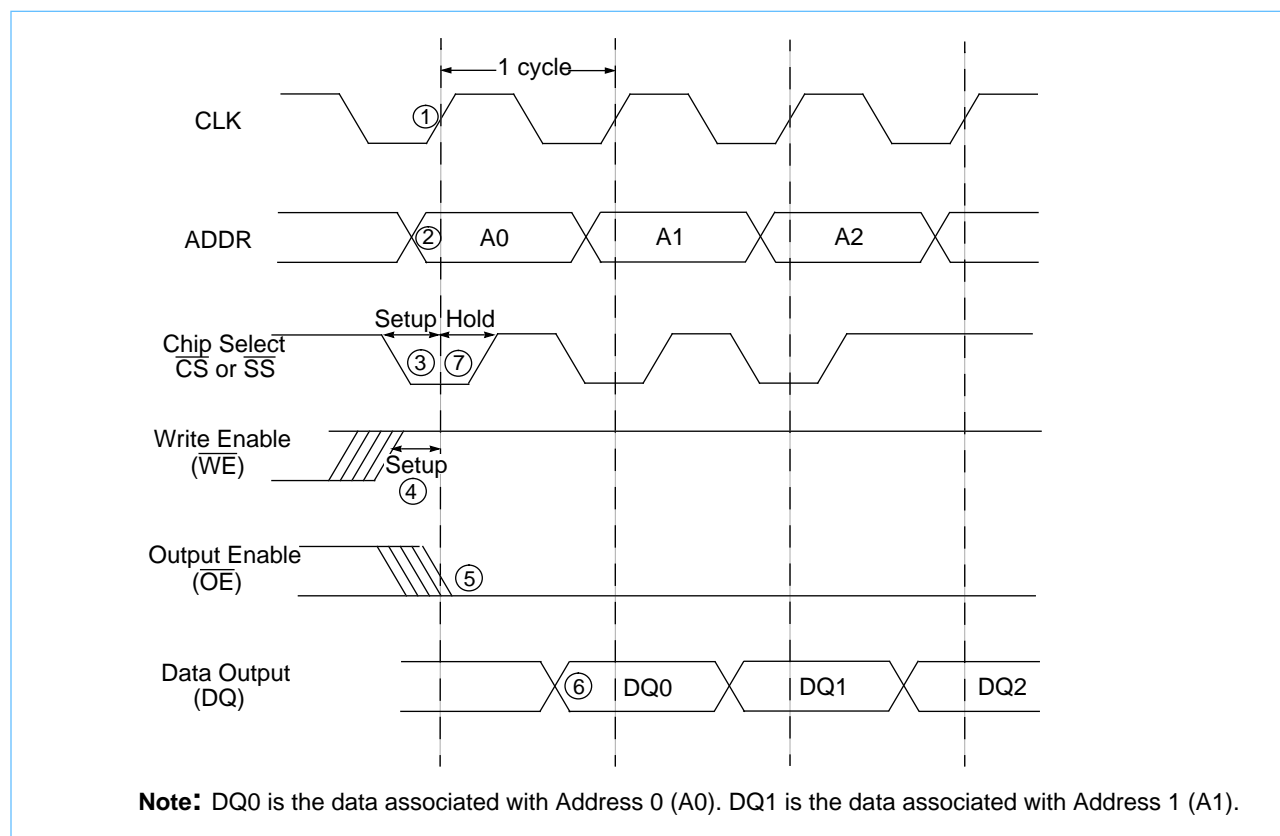 1 cycle
CLK
①
ADDR
②
A0
A1
A2
Setup
Hold
Chip Select
CS or SS
③
⑦
Write Enable
(WE)
Setup
④
Output Enable
(OE)
⑤
Data Output
(DQ)
⑥
DQ0
DQ1
DQ2
Note: DQ0 is the data associated with Address 0 (A0). DQ1 is the data associated with Address 1 (A1).